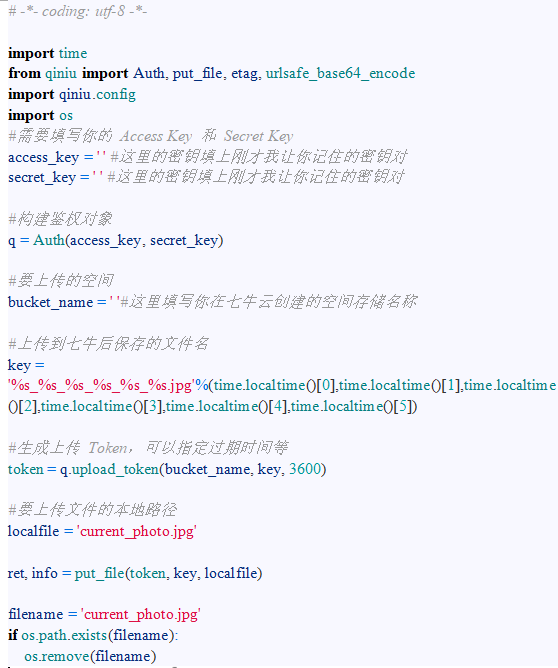 # -*- coding: utf-8 -*-
import time
from qiniu import Auth, put_file, etag, urlsafe_base64_encode
import qiniu.config
import os
#需要填写你的 Access Key 和 Secret Key
access_key = ' ' #这里的密钥填上刚才我让你记住的密钥对
secret_key = ' ' #这里的密钥填上刚才我让你记住的密钥对
#构建鉴权对象
q = Auth(access_key, secret_key)
#要上传的空间
bucket_name = ' '#这里填写你在七牛云创建的空间存储名称
#上传到七牛后保存的文件名
key =
'%s_%s_%s_%s_%s_%s.jpg'%(time.localtime()[0],time.localtime()[1],time.localtime
()[2],time.localtime()[3],time.localtime()[4],time.localtime()[5])
#生成上传 Token，可以指定过期时间等
token = q.upload_token(bucket_name, key, 3600)
#要上传文件的本地路径
localfile = 'current_photo.jpg'
ret, info = put_file(token, key, localfile)
filename = 'current_photo.jpg'
if os.path.exists(filename):
    os.remove(filename)